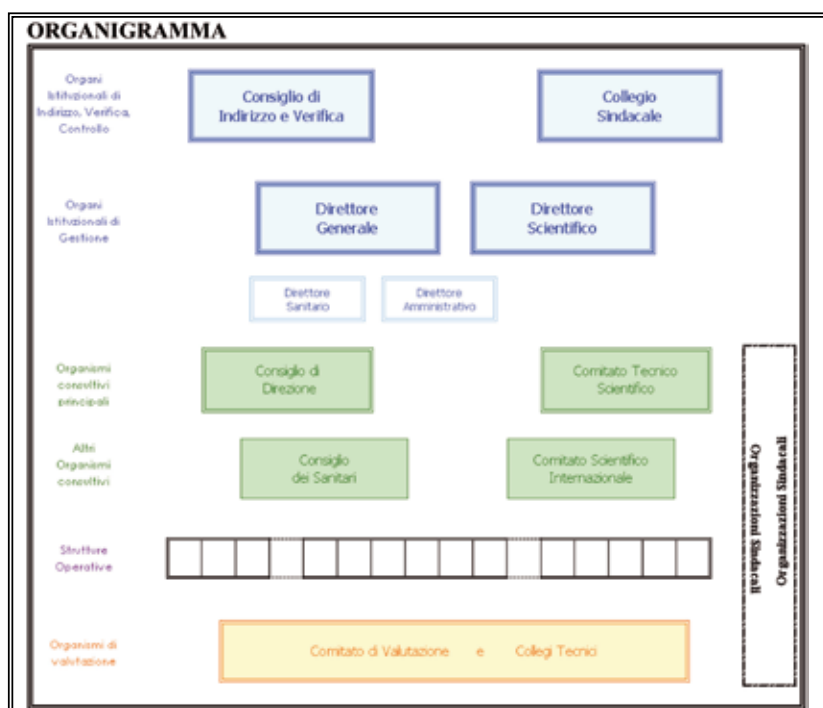 ORGANIGRAMMA
Organi
Istituzionali di
Indirizzo, Verifica,
Controllo
Consiglio di
Indirizzo e Verifica
Collegio
Sindacale
Organi
Istituzionali di
Gestione
Direttore
Generale
Direttore
Scientifico
Direttore
Sanitario
Direttore
Amministrativo
Organismi
consultivi
principali
Consiglio di
Direzione
Comitato Tecnico
Scientifico
Altri
Organismi
consultivi
Consiglio
dei Sanitari
Comitato Scientifico
Internazionale
Strutture
Operative
Organismi di
valutazione
Comitato di Valutazione e Collegi Tecnici
Organizzazioni Sindacali
Organizzazioni Sindacali